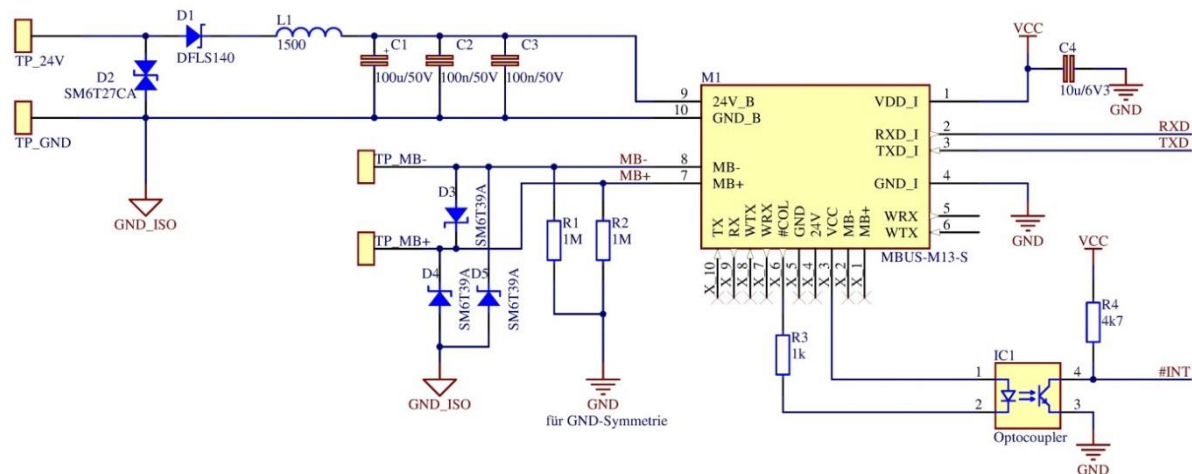 TP_24V
D1
DFLS140
L1
1500
D2
SM6T27CA
TP_GND
GND_ISO
+
C1
100u/50V
C2
100n/50V
C3
100n/50V
VCC
C4
10u/6V3
GND
M1
9
10
24V_B
GND_B
8
7
MB-
MB+
MB-
MB+
VDD_I
1
RXD_I
2
RXD
TXD_I
3
TXD
GND_I
4
GND
WRX
5
WTX
6
TX
RX
WTX
WRX
#COL
GND
24V
VCC
MB-
MB+
X_10
X_9
X_8
X_7
X_6
X_5
X_4
X_3
X_2
X_1
MBUS-M13-S
TP_MB-
TP_MB+
D3
SM6T39A
D4
SM6T39A
D5
SM6T39A
R1
1M
R2
1M
GND_ISO
GND
für GND-Symmetrie
R3
1k
VCC
R4
4k7
IC1
1
2
4
3
#INT
Optocoupler
GND